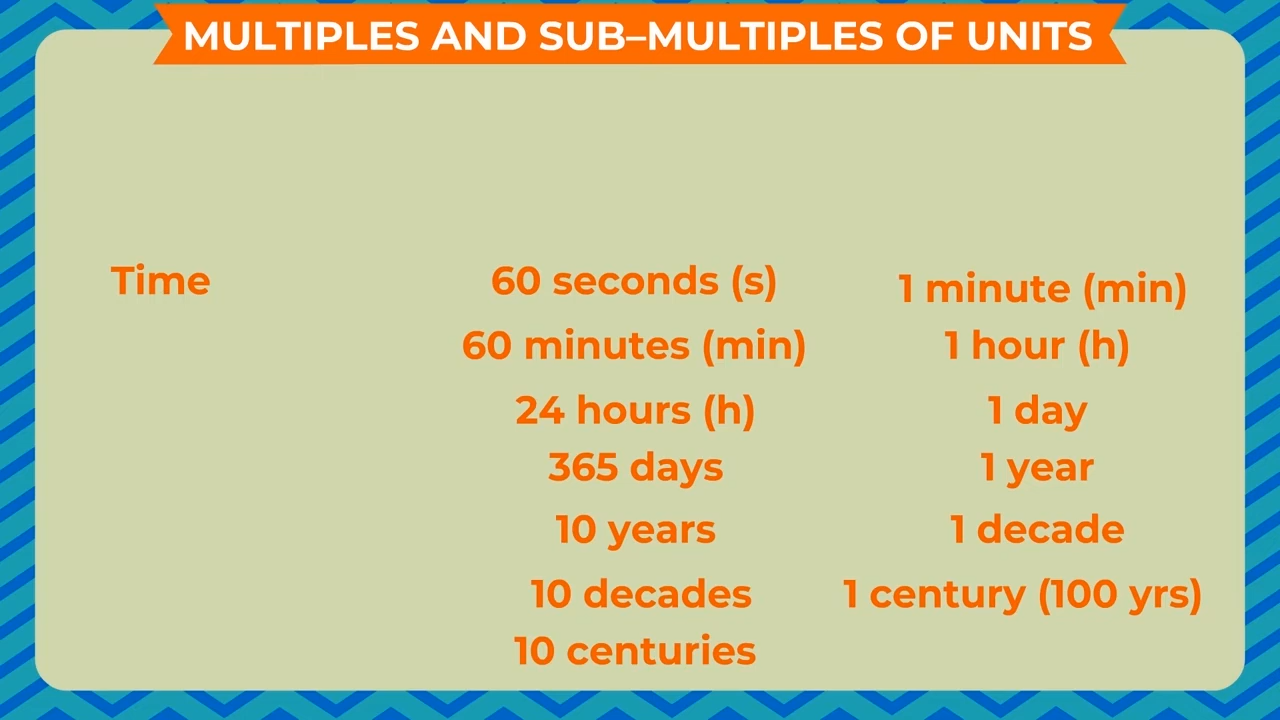 MULTIPLES AND SUB–MULTIPLES OF UNITS
Time 60 seconds (s) 1 minute (min)
60 minutes (min) 1 hour (h)
24 hours (h) 1 day
365 days 1 year
10 years 1 decade
10 decades 1 century (100 yrs)
10 centuries